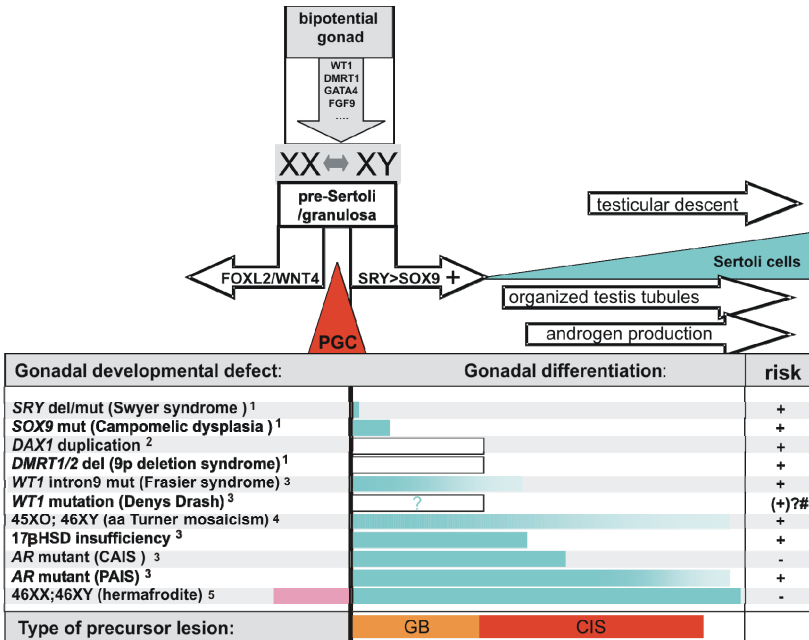 bipotential
gonad
WT1
DMRT1
GATA4
FGF9
....
XX XY
pre-Sertoli
/granulosa
testicular descent
FOXL2/WNT4
SRY>SOX9 +
Sertoli cells
organized testis tubules
androgen production
PGC
Gonadal developmental defect: Gonadal differentiation: risk
SRY del/mut (Swyer syndrome ) 1 +
SOX9 mut (Campomelic dysplasia ) 1 +
DAX1 duplication 2 +
DMRT1/2 del (9p deletion syndrome) 1 +
WT1 intron9 mut (Frasier syndrome) 3 +
WT1 mutation (Denys Drash) 3 ? (+)?#
45XO; 46XY (aa Turner mosaicism) 4 +
17βHSD insufficiency 3 +
AR mutant (CAIS ) 3 -
AR mutant (PAIS) 3 +
46XX;46XY (hermafrodite) 5 -
Type of precursor lesion: GB CIS